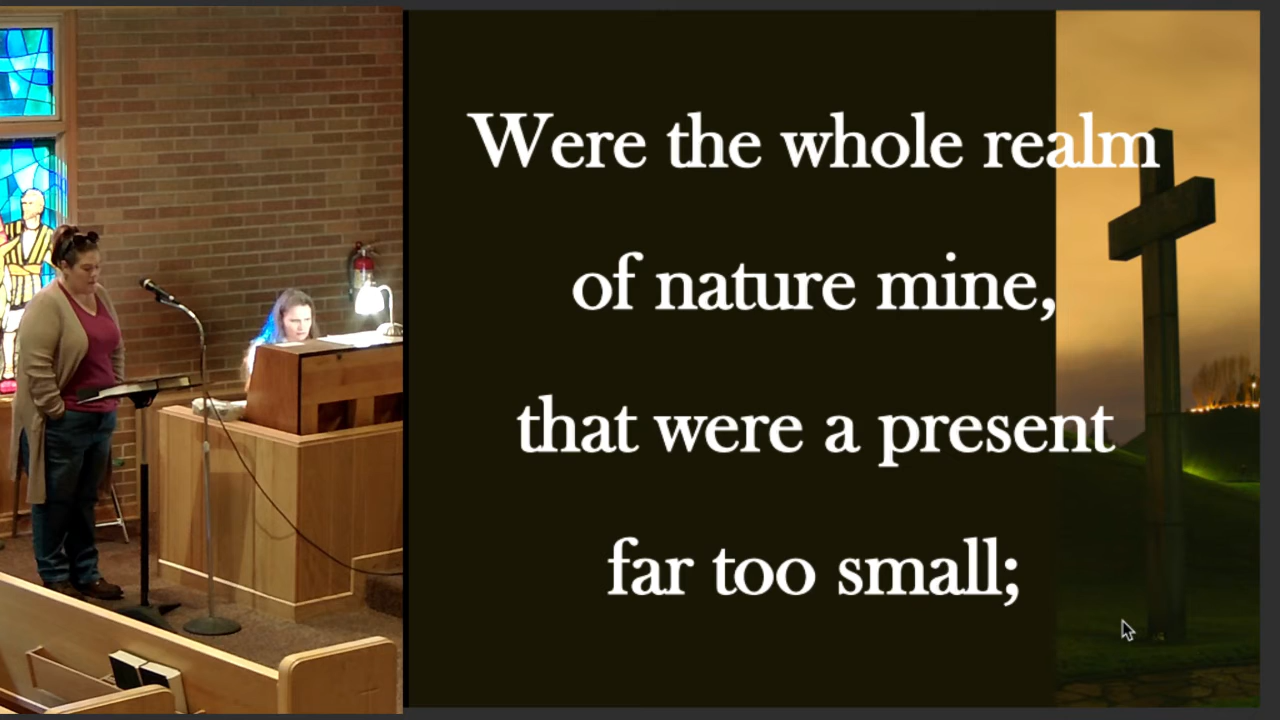 Were the whole realm
of nature mine,
that were a present
far too small;